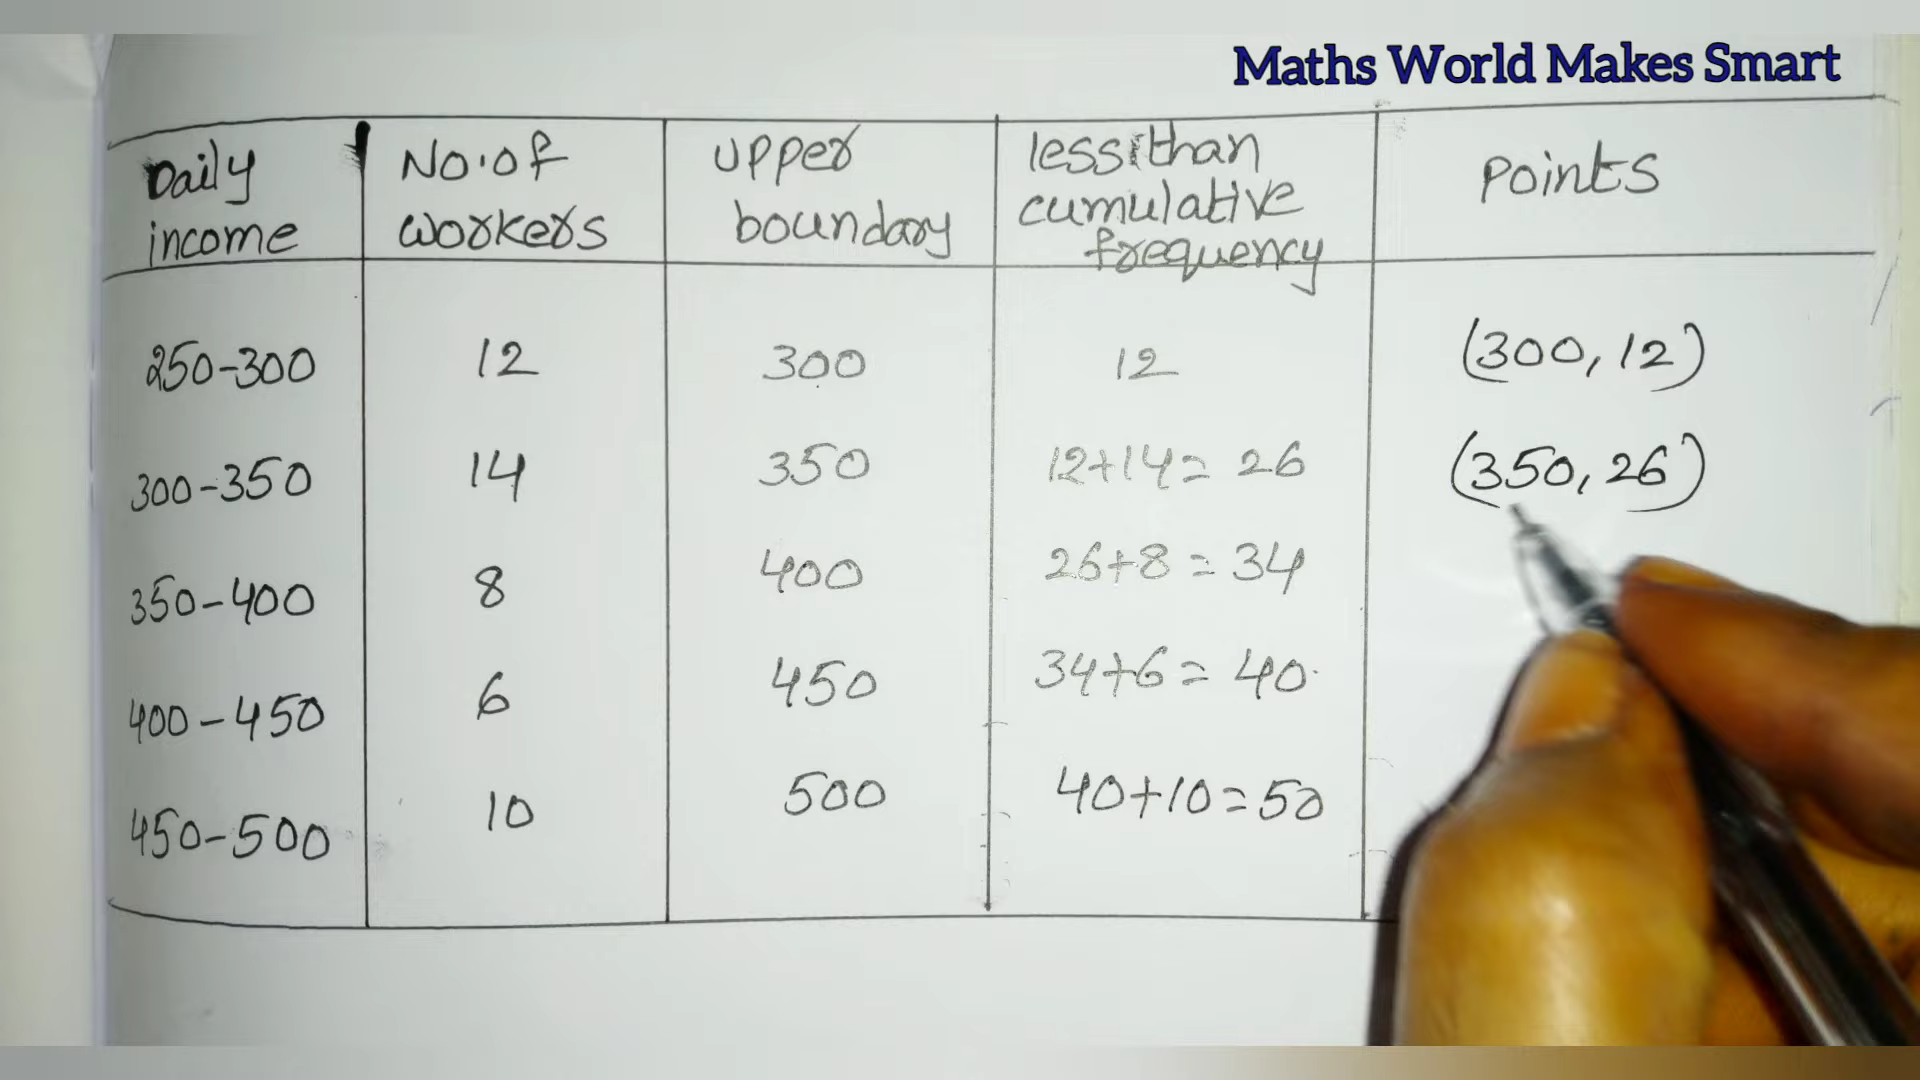 Maths World Makes Smart
Daily income | No. of workers | upper boundary | less than cumulative frequency | Points
250-300 | 12 | 300 | 12 | (300, 12)
300-350 | 14 | 350 | 12+14= 26 | (350, 26)
350-400 | 8 | 400 | 26+8 = 34
400-450 | 6 | 450 | 34+6 = 40
450-500 | 10 | 500 | 40+10=50